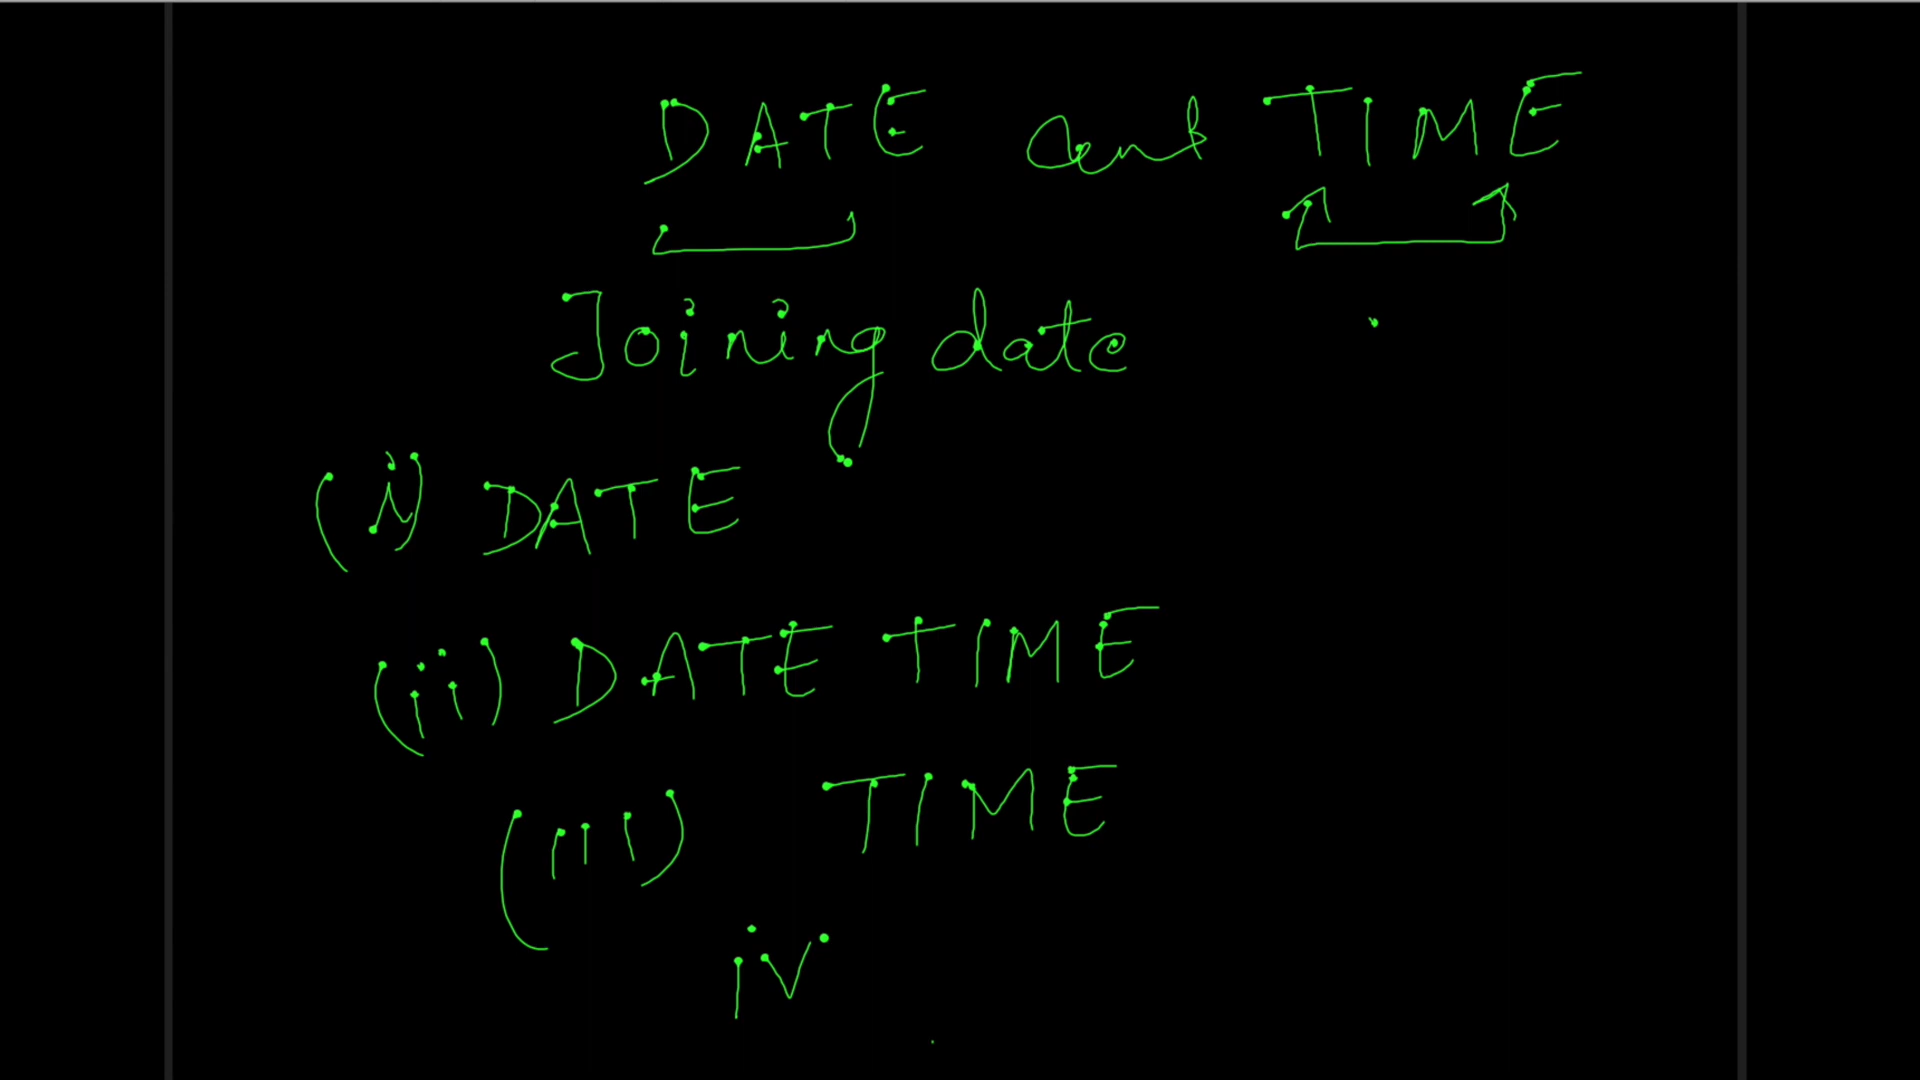 DATE and TIME
Joining date
(i) DATE
(ii) DATE TIME
(iii) TIME
iv